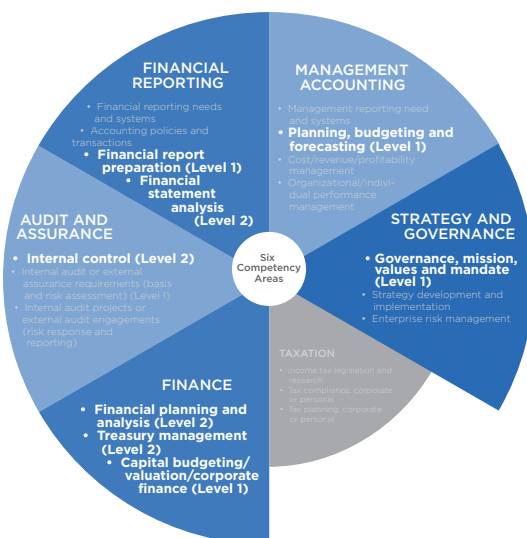 FINANCIAL
REPORTING
• Financial reporting needs
and systems
• Accounting policies and
transactions
• Financial report
preparation (Level 1)
• Financial
statement
analysis
(Level 2)
MANAGEMENT
ACCOUNTING
• Management reporting need
and systems
• Planning, budgeting and
forecasting (Level 1)
• Cost/revenue/profitability
management
• Organizational/indivi-
dual performance
management
STRATEGY AND
GOVERNANCE
• Governance, mission,
values and mandate
(Level 1)
• Strategy development and
implementation
• Enterprise risk management
AUDIT AND
ASSURANCE
• Internal control (Level 2)
• Internal audit or external
assurance requirements (basis
and risk assessment) (Level 1)
• Internal audit projects or
external audit engagements
(risk response and
reporting)
Six
Competency
Areas
TAXATION
• Income tax legislation and
research
• Tax compliance: corporate
or personal
• Tax planning: corporate
or personal
FINANCE
• Financial planning and
analysis (Level 2)
• Treasury management
(Level 2)
• Capital budgeting/
valuation/corporate
finance (Level 1)